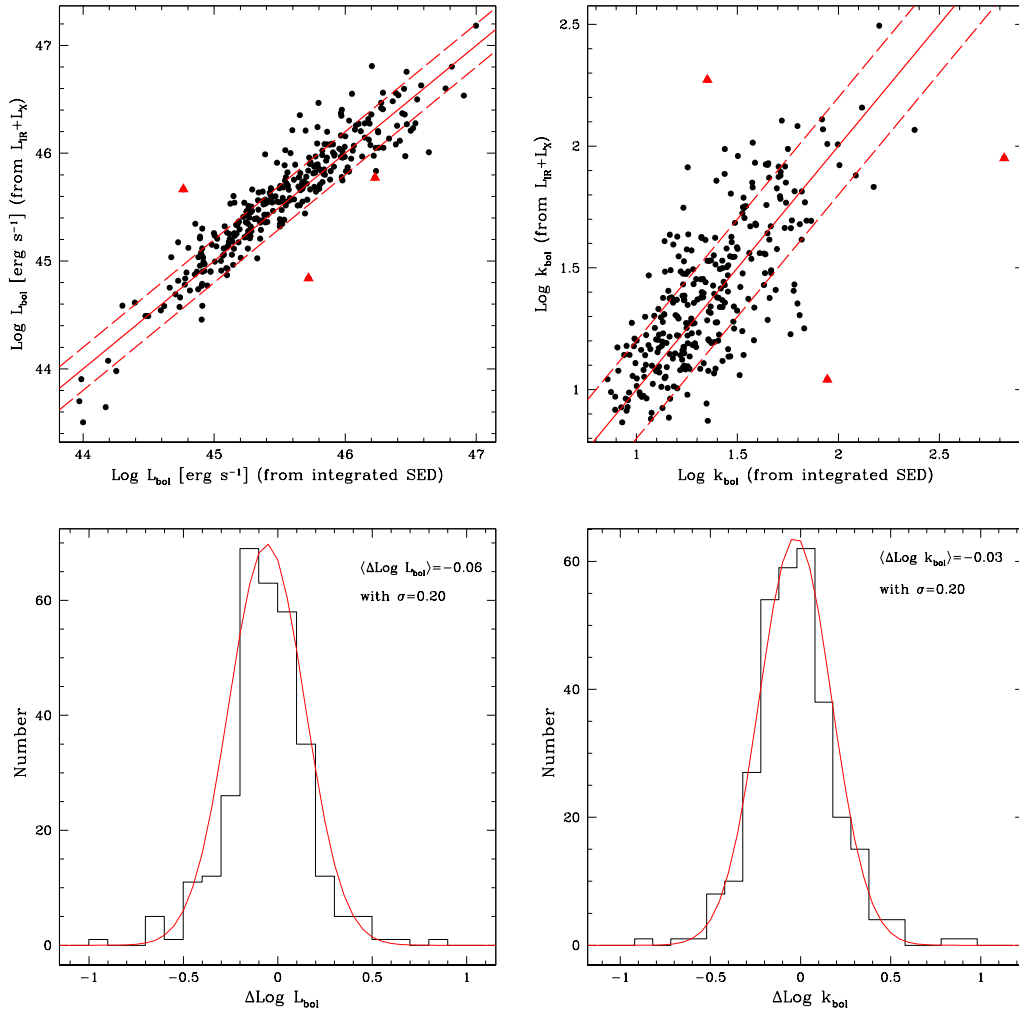 47
46
45
44
Log L_bol [erg s⁻¹] (from L_IR+L_X)
44 45 46 47
Log L_bol [erg s⁻¹] (from integrated SED)
2.5
2
1.5
1
Log k_bol (from L_IR+L_X)
1 1.5 2 2.5
Log k_bol (from integrated SED)
⟨ΔLog L_bol⟩=−0.06
with σ=0.20
60
40
20
0
Number
−1 −0.5 0 0.5 1
ΔLog L_bol
⟨ΔLog k_bol⟩=−0.03
with σ=0.20
60
40
20
0
Number
−1 −0.5 0 0.5 1
ΔLog k_bol